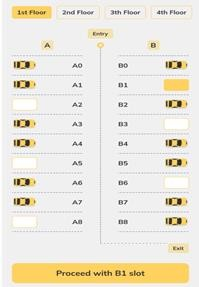 1st Floor 2nd Floor 3rd Floor 4th Floor
Entry
A B
A0 B0
A1 B1
A2 B2
A3 B3
A4 B4
A5 B5
A6 B6
A7 B7
A8 B8
Exit
Proceed with B1 slot